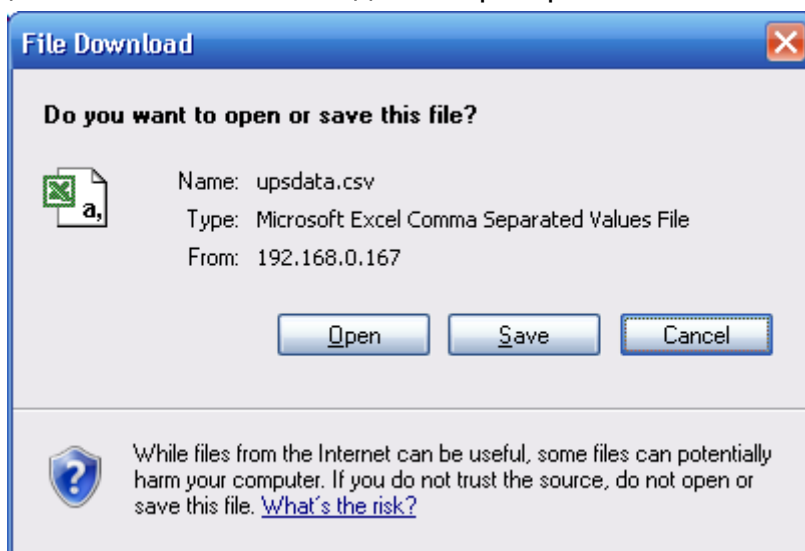 File Download
Do you want to open or save this file?
a,
Name: upsdata.csv
Type: Microsoft Excel Comma Separated Values File
From: 192.168.0.167
Open Save Cancel
While files from the Internet can be useful, some files can potentially
harm your computer. If you do not trust the source, do not open or
save this file. What's the risk?